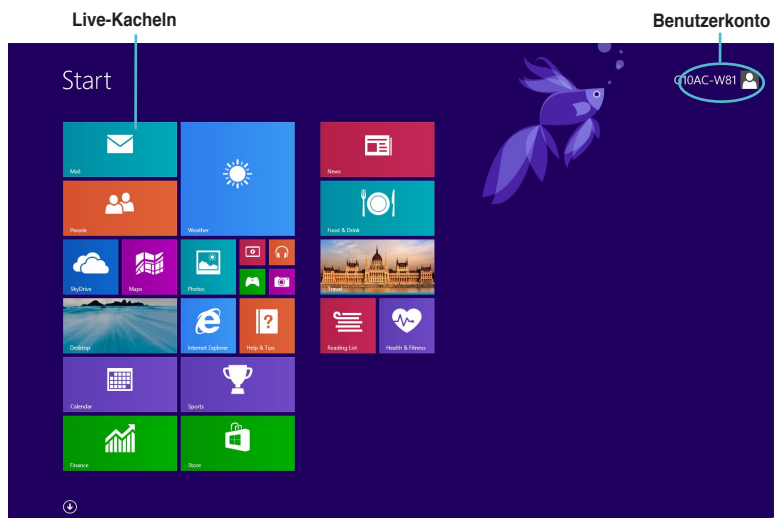 Live-Kacheln
Benutzerkonto
Start
G10AC-W81
Mail
People
Weather
News
Food & Drink
SkyDrive
Maps
Photos
Travel
Desktop
Internet Explorer
Help & Tips
Reading List
Health & Fitness
Calendar
Sports
Finance
Store